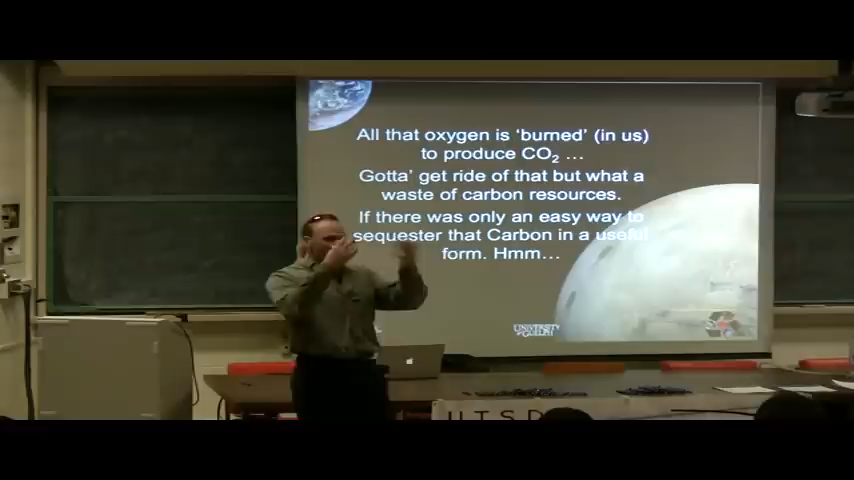 All that oxygen is 'burned' (in us)
to produce CO₂ ...
Gotta' get ride of that but what a
waste of carbon resources.
If there was only an easy way to
sequester that Carbon in a useful
form. Hmm...
UNIVERSITY
of GUELPH
UTSD